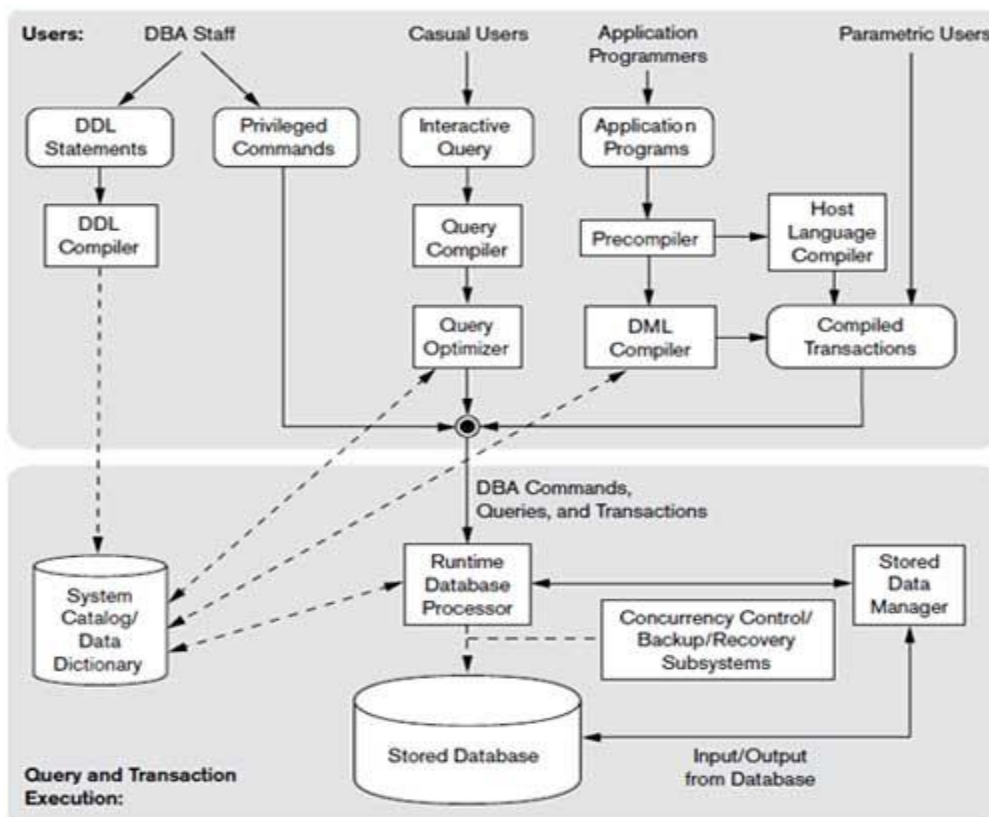 Users:
DBA Staff
Casual Users
Application
Programmers
Parametric Users
DDL
Statements
Privileged
Commands
Interactive
Query
Application
Programs
DDL
Compiler
Query
Compiler
Precompiler
Host
Language
Compiler
Query
Optimizer
DML
Compiler
Compiled
Transactions
DBA Commands,
Queries, and Transactions
System
Catalog/
Data
Dictionary
Runtime
Database
Processor
Stored
Data
Manager
Concurrency Control/
Backup/Recovery
Subsystems
Stored Database
Input/Output
from Database
Query and Transaction
Execution: